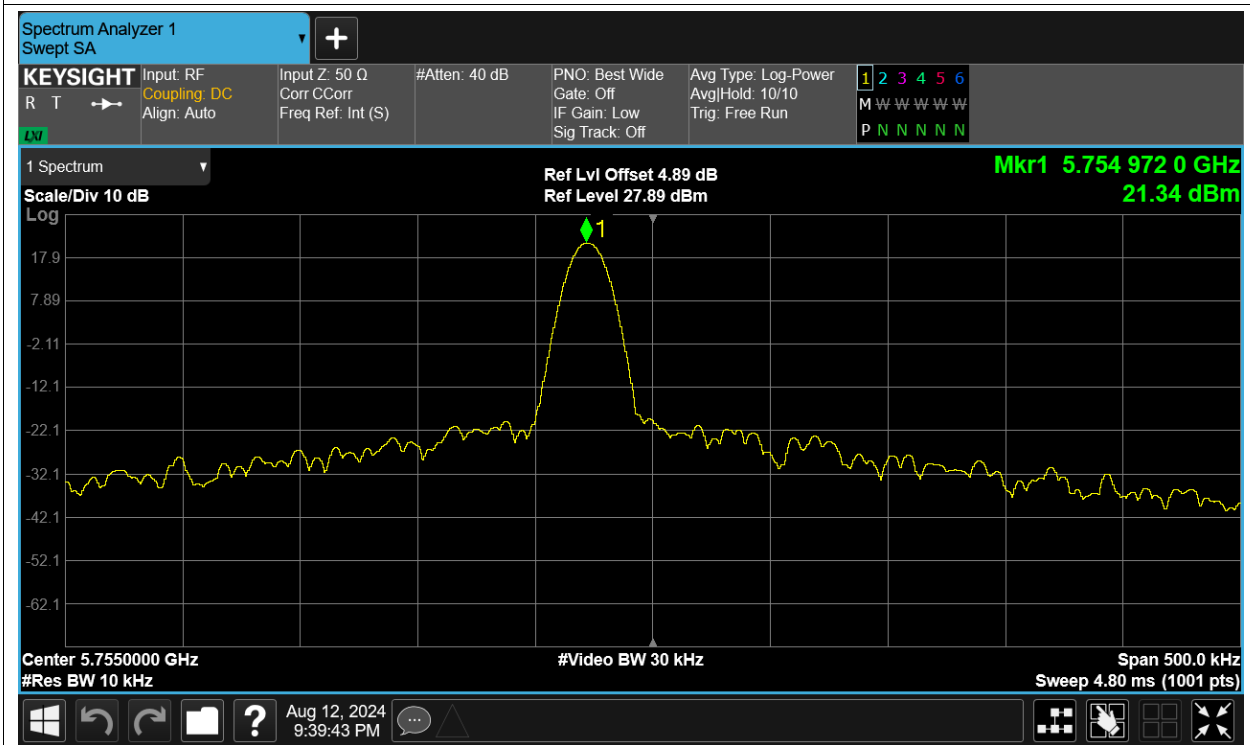 Spectrum Analyzer 1
Swept SA
KEYSIGHT
R T
LXI
Input: RF
Coupling: DC
Align: Auto
Input Z: 50 Ω
Corr CCorr
Freq Ref: Int (S)
#Atten: 40 dB
PNO: Best Wide
Gate: Off
IF Gain: Low
Sig Track: Off
Avg Type: Log-Power
Avg|Hold: 10/10
Trig: Free Run
1 2 3 4 5 6
M W W W W W
P N N N N N
1 Spectrum
Scale/Div 10 dB
Log
Ref Lvl Offset 4.89 dB
Ref Level 27.89 dBm
Mkr1 5.754 972 0 GHz
21.34 dBm
1
17.9
7.89
-2.11
-12.1
-22.1
-32.1
-42.1
-52.1
-62.1
Center 5.7550000 GHz
#Res BW 10 kHz
#Video BW 30 kHz
Span 500.0 kHz
Sweep 4.80 ms (1001 pts)
?
Aug 12, 2024
9:39:43 PM